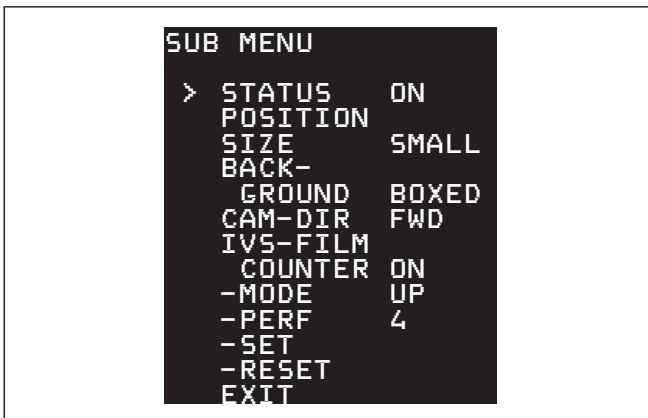 SUB MENU
> STATUS ON
POSITION
SIZE SMALL
BACK-
GROUND BOXED
CAM-DIR FWD
IVS-FILM
COUNTER ON
-MODE UP
-PERF 4
-SET
-RESET
EXIT